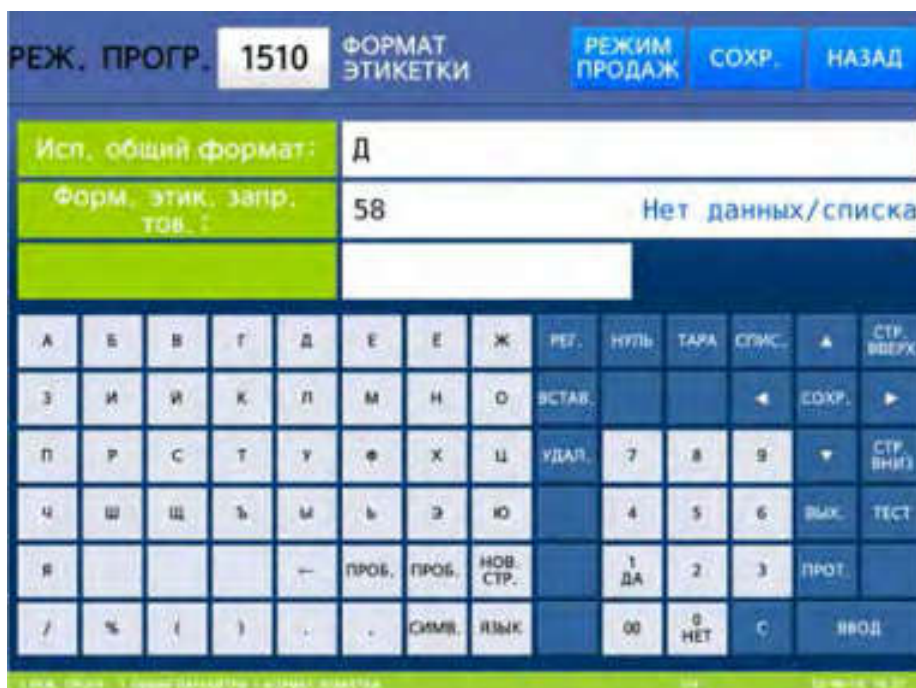 РЕЖ. ПРОГР. 1510 ФОРМАТ ЭТИКЕТКИ РЕЖИМ ПРОДАЖ СОХР. НАЗАД
Исп. общий формат: Д
Форм. этик. запр. тов.: 58 Нет данных/списка
А Б В Г Д Е Ё Ж РЕГ. НУЛЬ ТАРА СПИС. ▲ СТР. ВВЕРХ
З И Й К Л М Н О ВСТАВ. ◄ СОХР. ►
П Р С Т У Ф Х Ц УДАЛ. 7 8 9 ▼ СТР. ВНИЗ
Ч Ш Щ Ъ Ы Ь Э Ю 4 5 6 ВЫХ. ТЕСТ
Я ← ПРОБ. ПРОБ. НОВ. СТР. 1 ДА 2 3 ПРОТ.
/ % ( ) СИМВ. ЯЗЫК 00 0 НЕТ C ВВОД